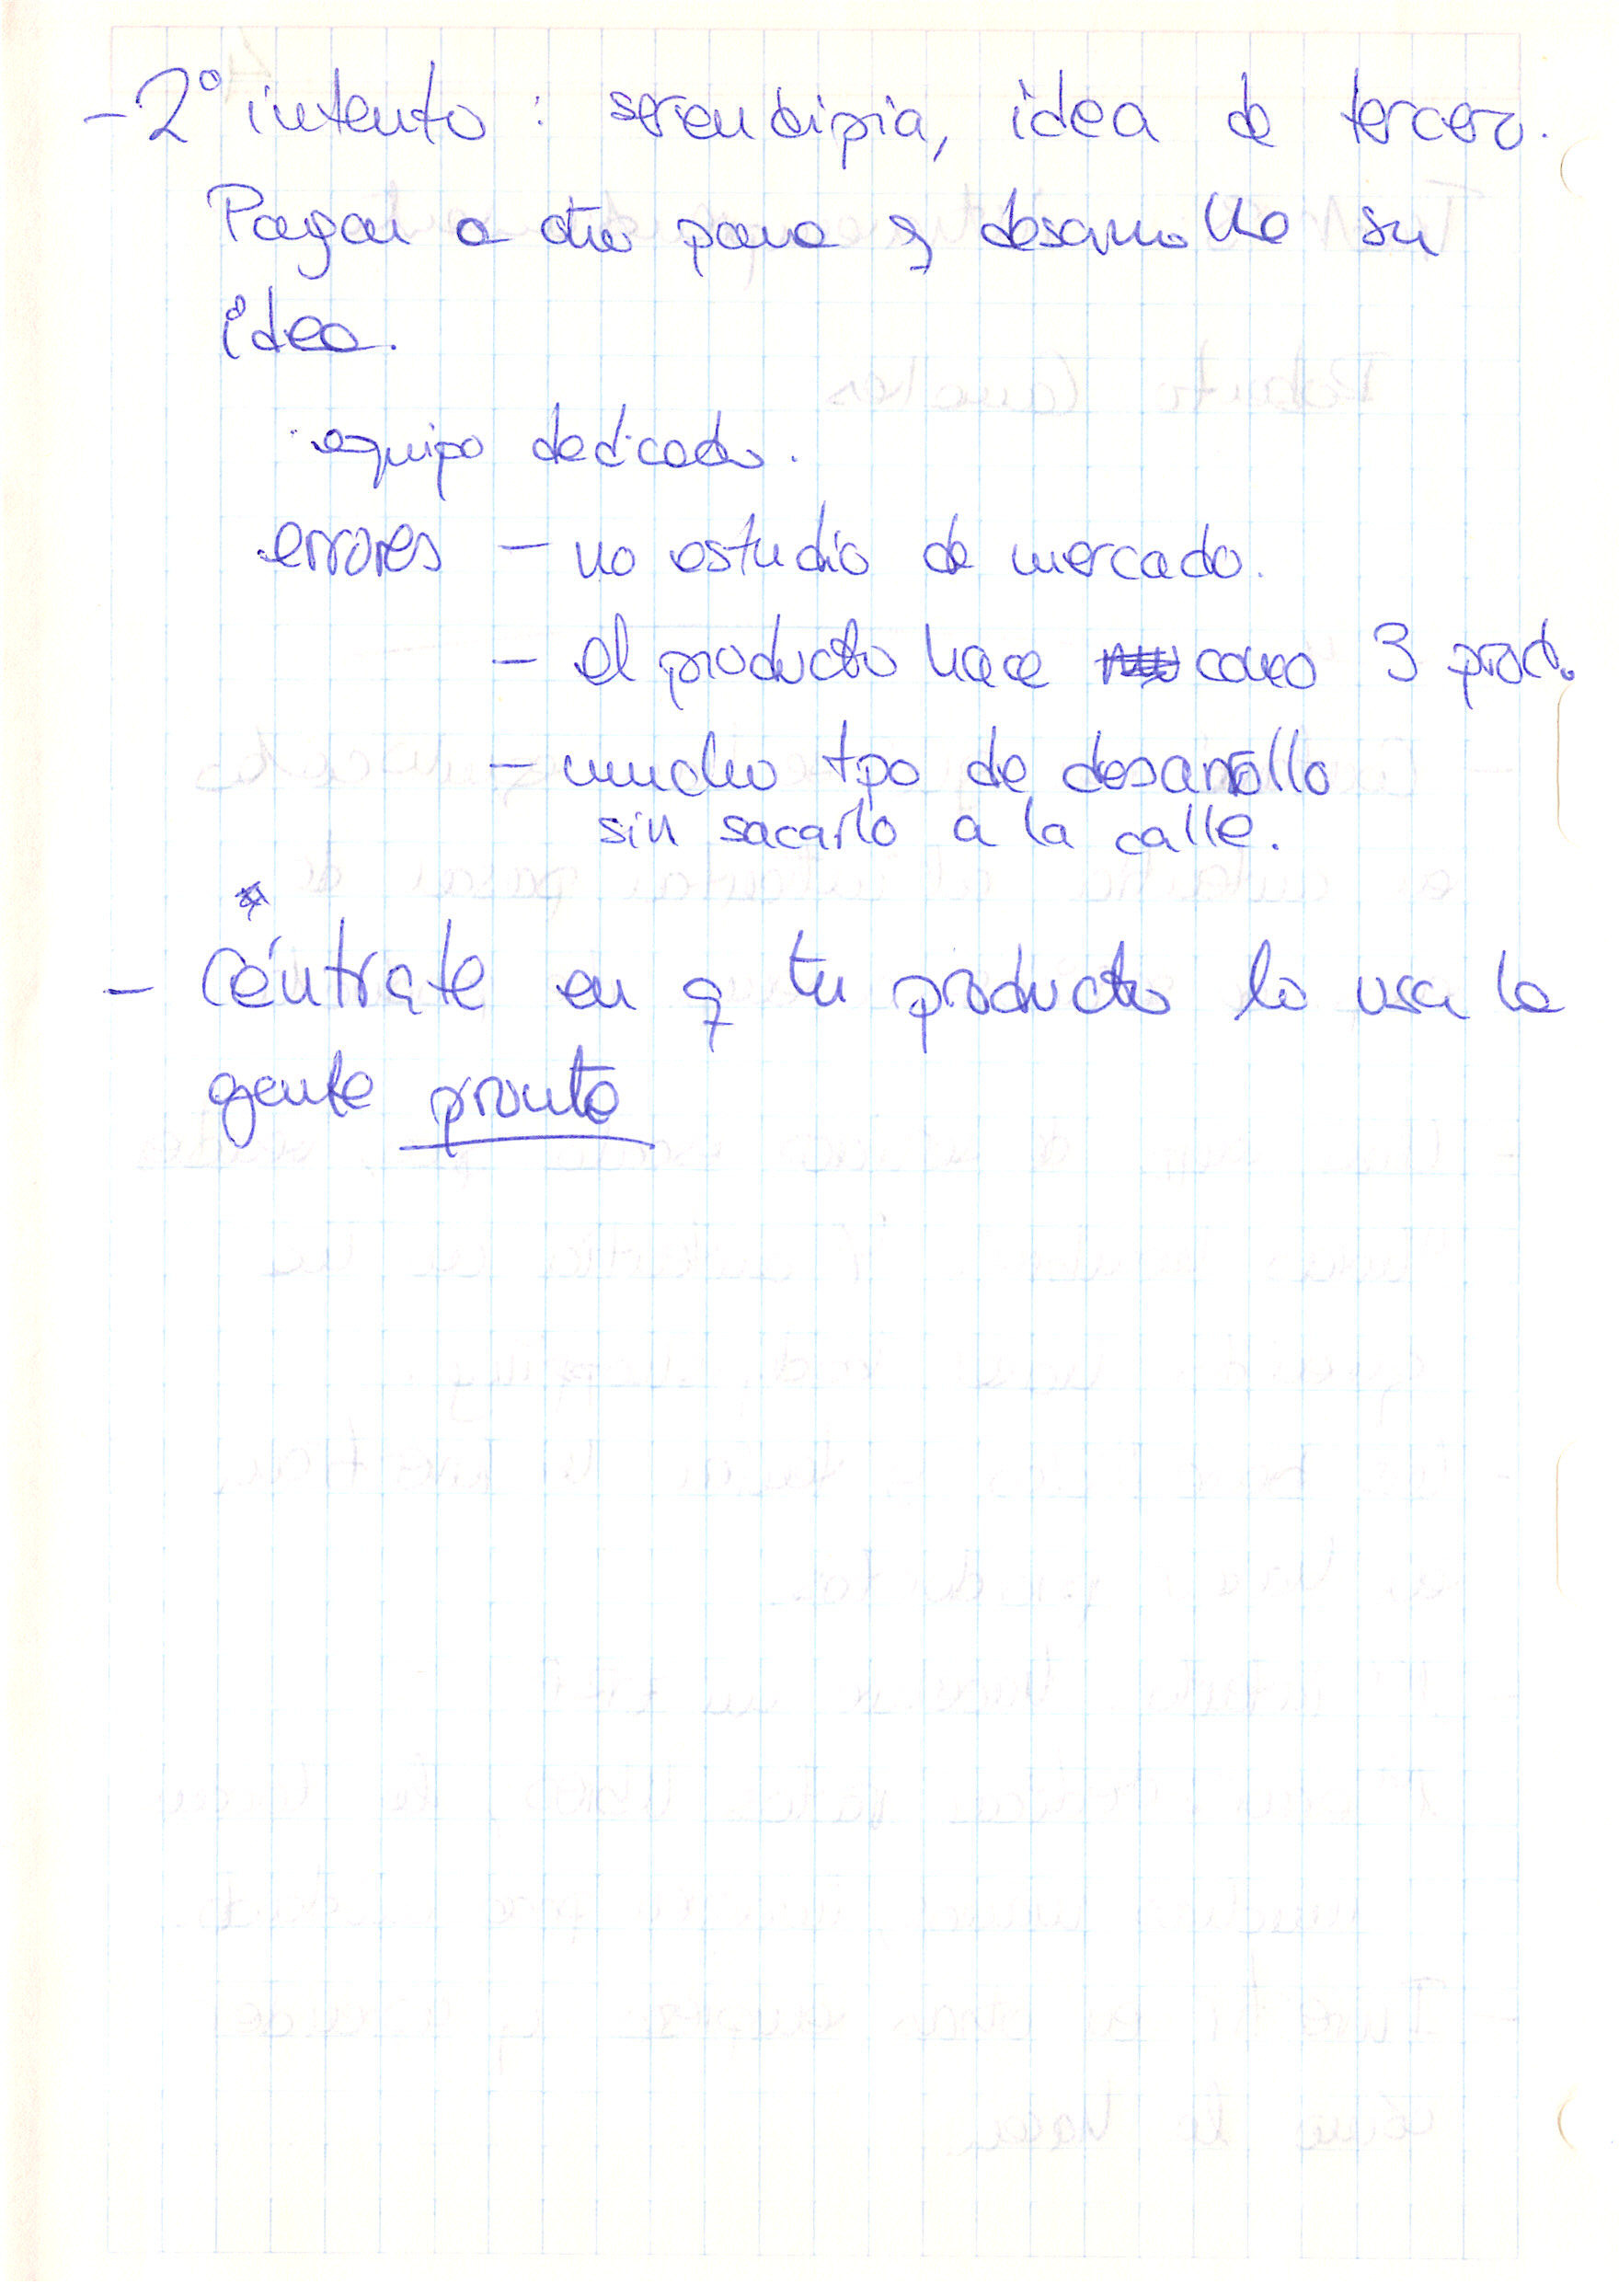 - 2º intento : serendipia, idea de tercero.
Pagar a otro para q desarrolle su
idea.
· equipo dedicado.
errores - no estudio de mercado.
- el producto hace como 3 prod.
- mucho tpo de desarrollo
sin sacarlo a la calle.
*
- Céntrate en q tu producto lo usa la
gente pronto